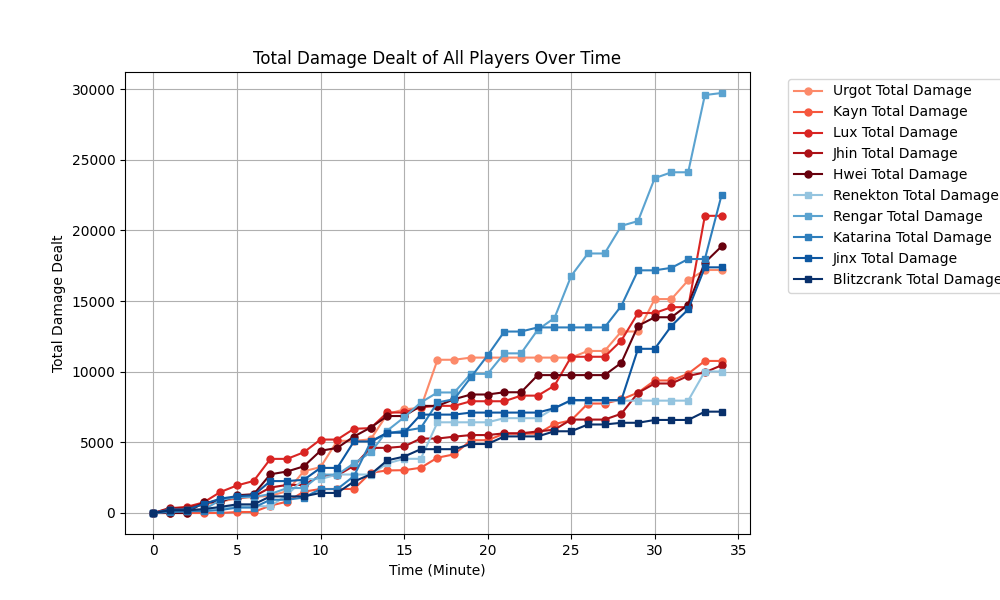 Total Damage Dealt of All Players Over Time
Total Damage Dealt
30000
25000
20000
15000
10000
5000
0
0 5 10 15 20 25 30 35
Time (Minute)
Urgot Total Damage
Kayn Total Damage
Lux Total Damage
Jhin Total Damage
Hwei Total Damage
Renekton Total Damage
Rengar Total Damage
Katarina Total Damage
Jinx Total Damage
Blitzcrank Total Damage